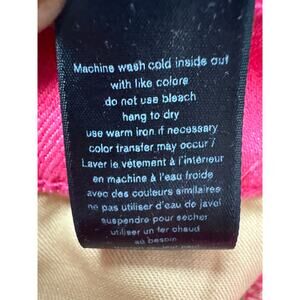 Machine wash cold inside out
with like colors
do not use bleach
hang to dry
use warm iron if necessary
color transfer may occur /
Laver le vêtement à l'intérieur
en machine à l'eau froide
avec des couleurs similaires
ne pas utiliser d'eau de javel
suspendre pour secher
utiliser un fer chaud
au besoin